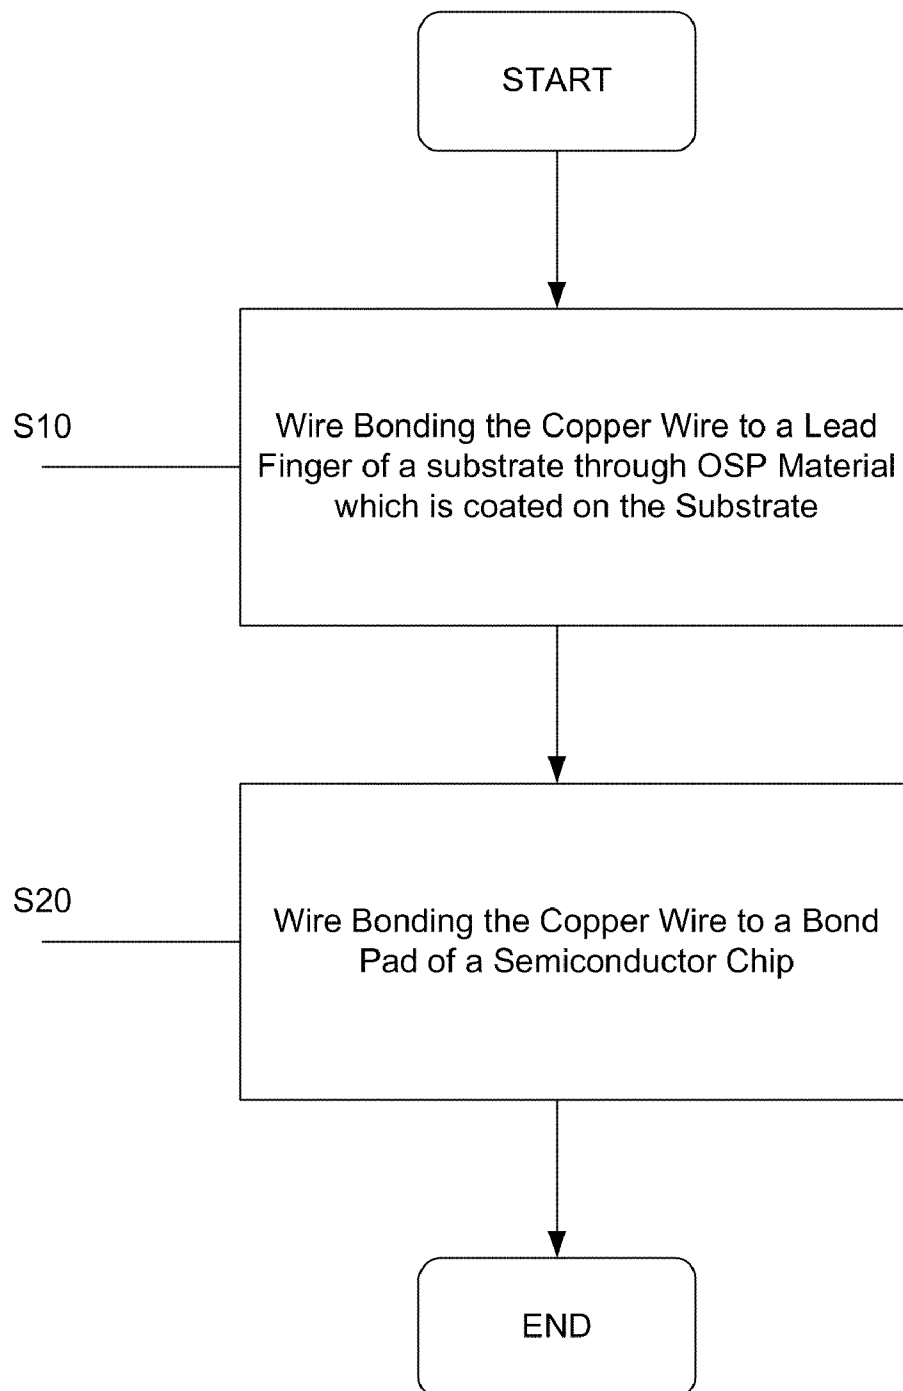 START
S10
Wire Bonding the Copper Wire to a Lead
Finger of a substrate through OSP Material
which is coated on the Substrate
S20
Wire Bonding the Copper Wire to a Bond
Pad of a Semiconductor Chip
END